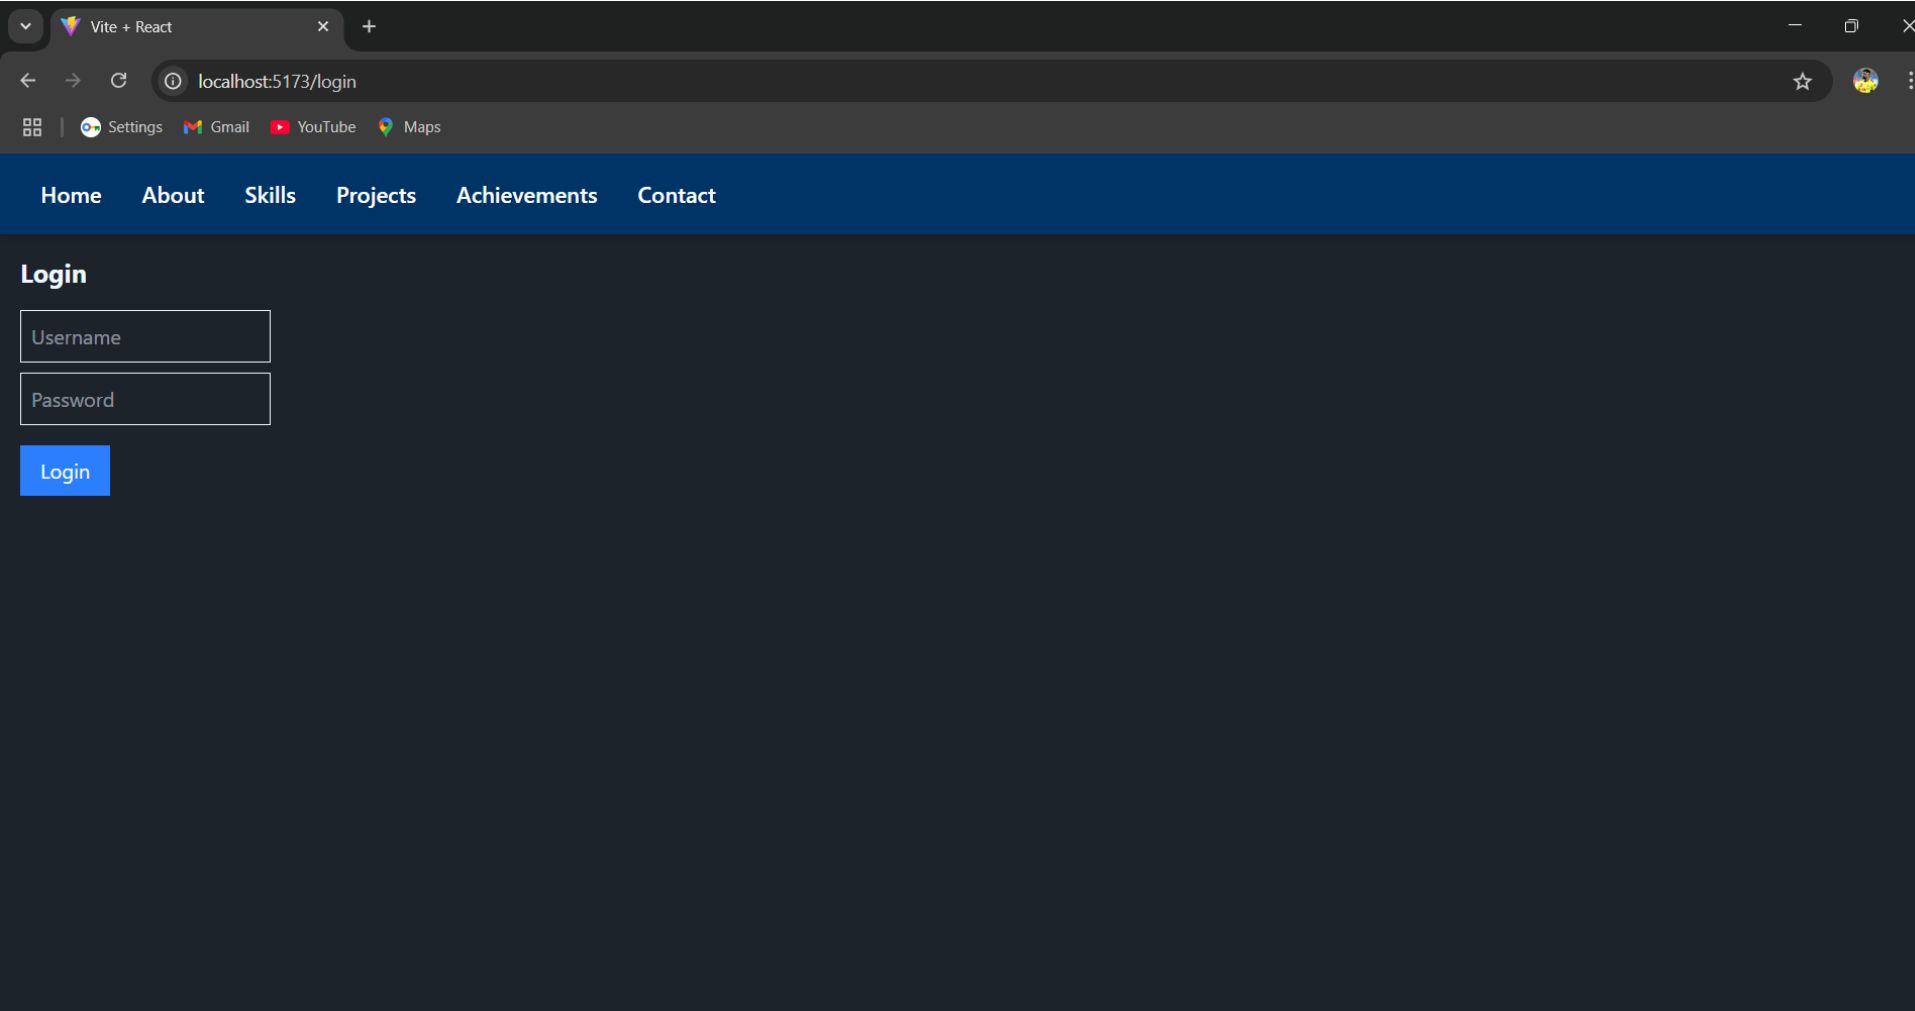 Vite + React
localhost:5173/login
Settings Gmail YouTube Maps
Home About Skills Projects Achievements Contact
Login
Username
Password
Login